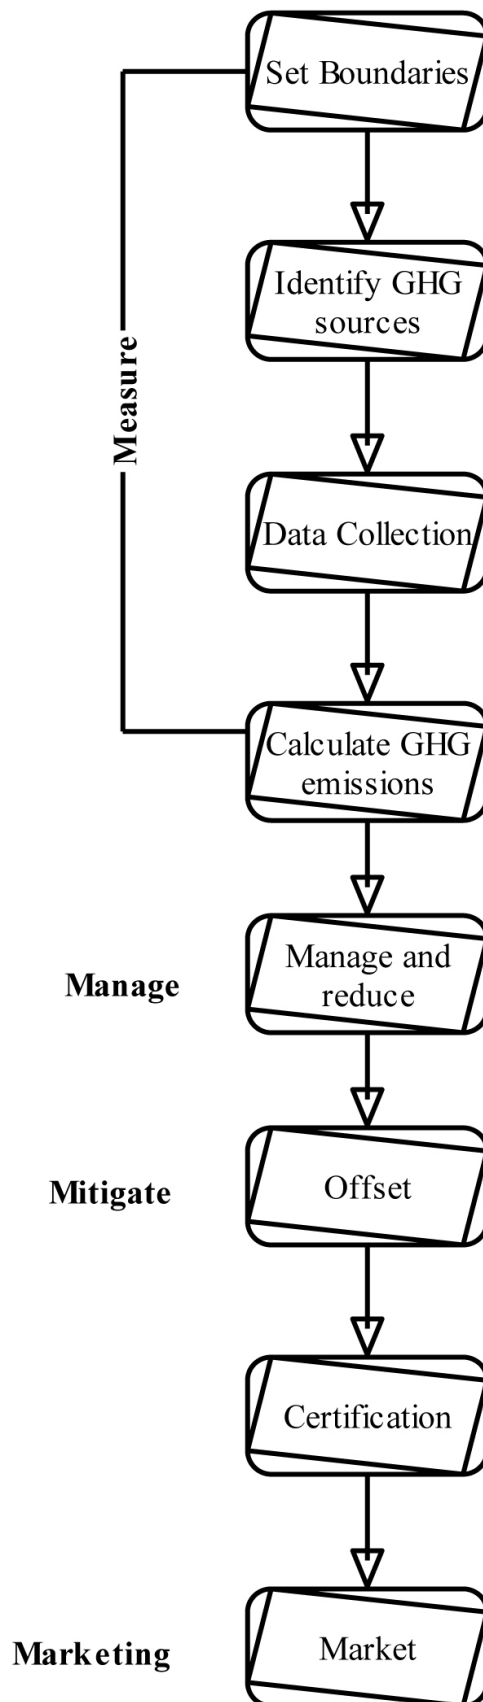 Set Boundaries
Identify GHG
sources
Measure
Data Collection
Calculate GHG
emissions
Manage
Manage and
reduce
Mitigate
Offset
Certification
Marketing
Market